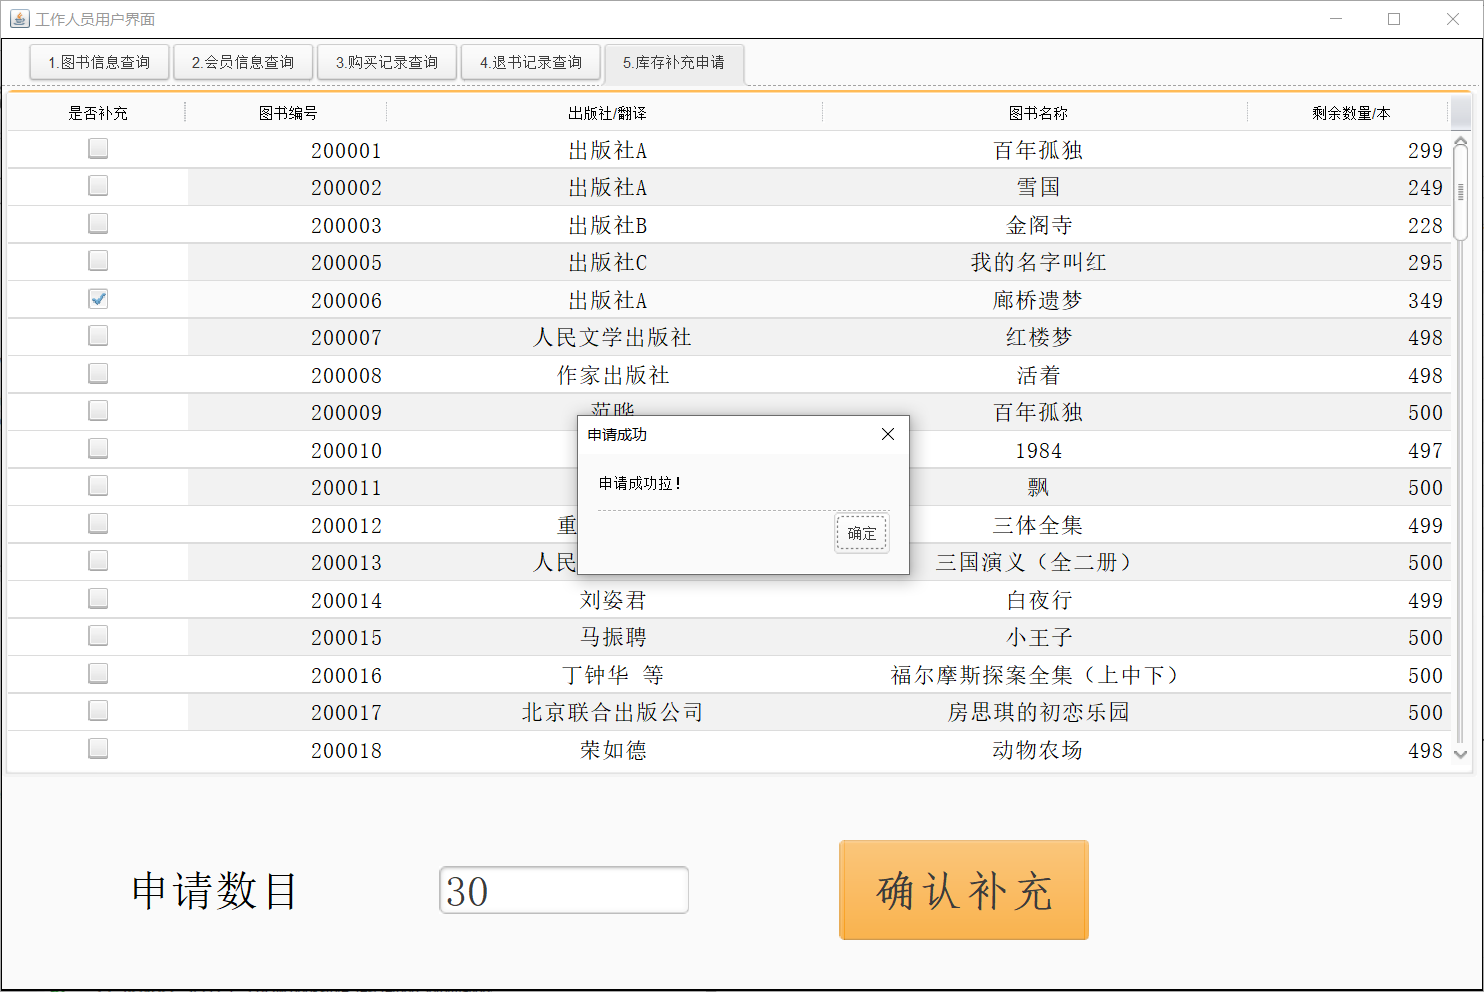 工作人员用户界面
1.图书信息查询 2.会员信息查询 3.购买记录查询 4.退书记录查询 5.库存补充申请
是否补充 图书编号 出版社/翻译 图书名称 剩余数量/本
200001 出版社A 百年孤独 299
200002 出版社A 雪国 249
200003 出版社B 金阁寺 228
200005 出版社C 我的名字叫红 295
200006 出版社A 廊桥遗梦 349
200007 人民文学出版社 红楼梦 498
200008 作家出版社 活着 498
200009 范晔 百年孤独 500
200010 1984 497
200011 飘 500
200012 重 三体全集 499
200013 人民 三国演义（全二册） 500
200014 刘姿君 白夜行 499
200015 马振聘 小王子 500
200016 丁钟华 等 福尔摩斯探案全集（上中下） 500
200017 北京联合出版公司 房思琪的初恋乐园 500
200018 荣如德 动物农场 498
申请成功
申请成功拉！
确定
申请数目 30 确认补充